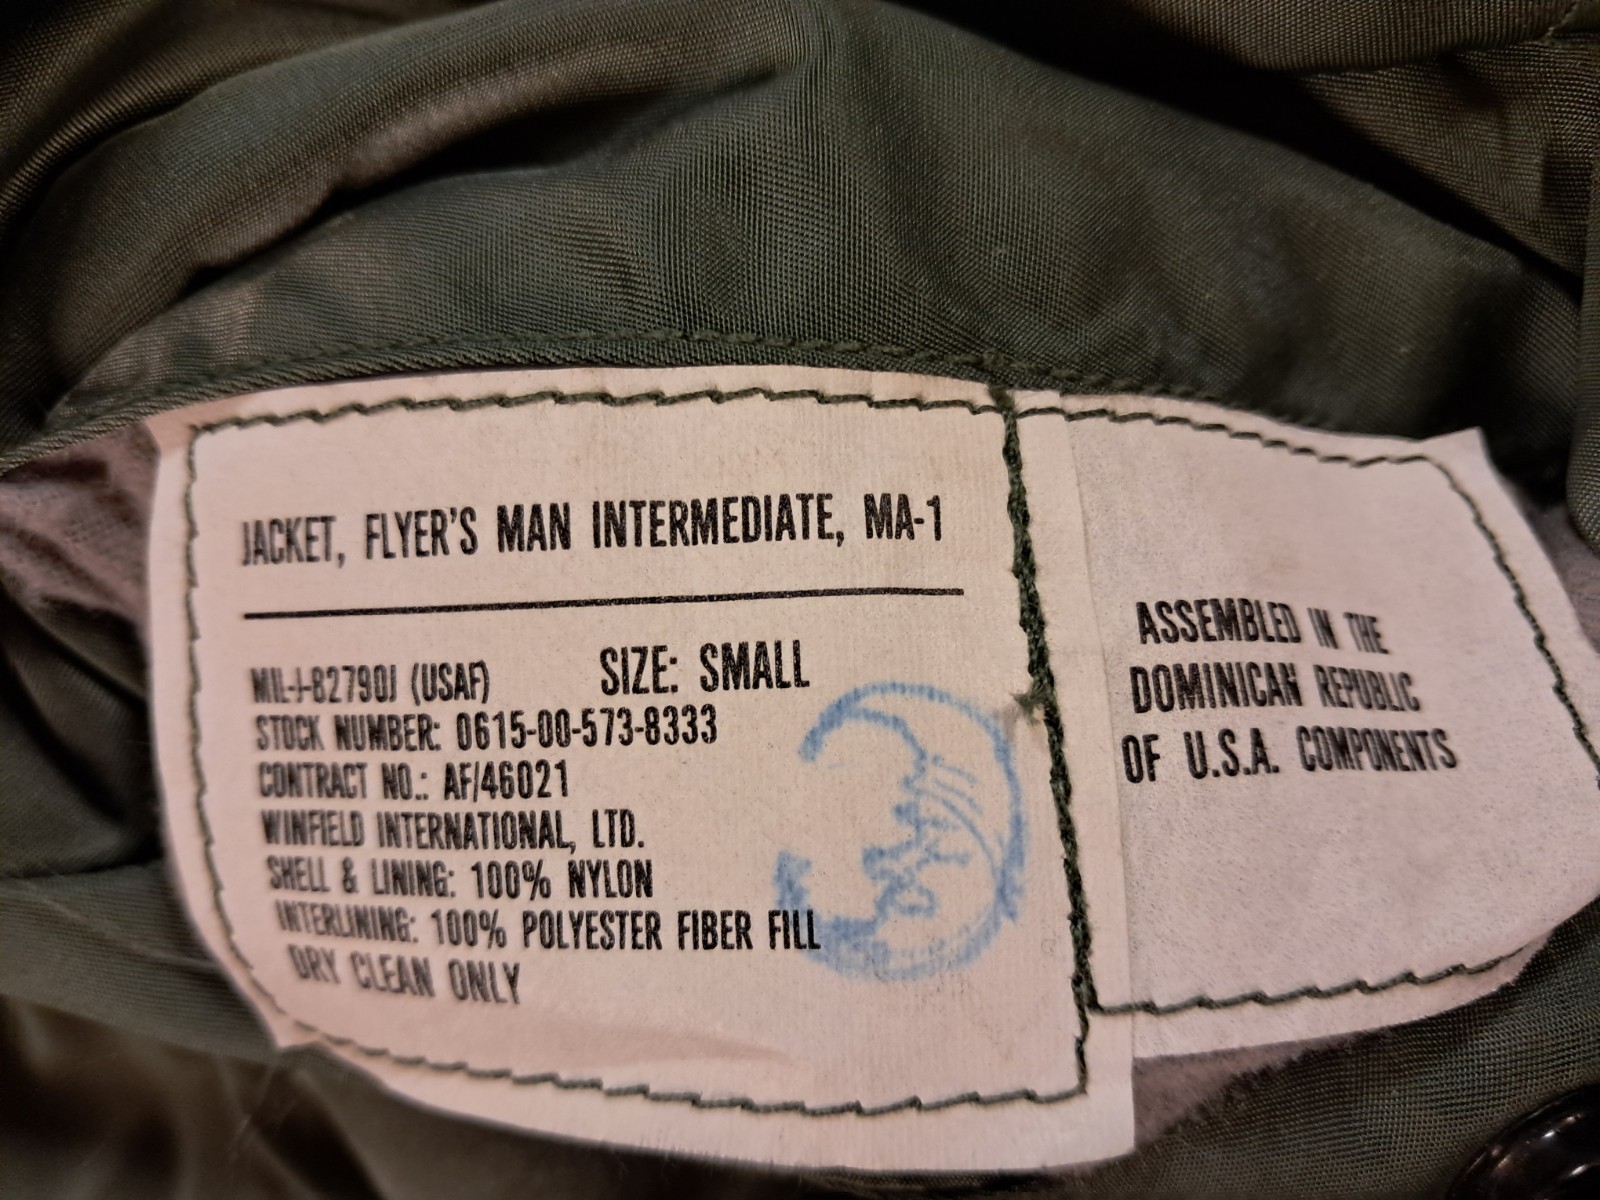 JACKET, FLYER'S MAN INTERMEDIATE, MA-1
MIL-I-82790J (USAF) SIZE: SMALL
STOCK NUMBER: 0615-00-573-8333
CONTRACT NO.: AF/46021
WINFIELD INTERNATIONAL, LTD.
SHELL & LINING: 100% NYLON
INTERLINING: 100% POLYESTER FIBER FILL
DRY CLEAN ONLY
ASSEMBLED IN THE
DOMINICAN REPUBLIC
OF U.S.A. COMPONENTS